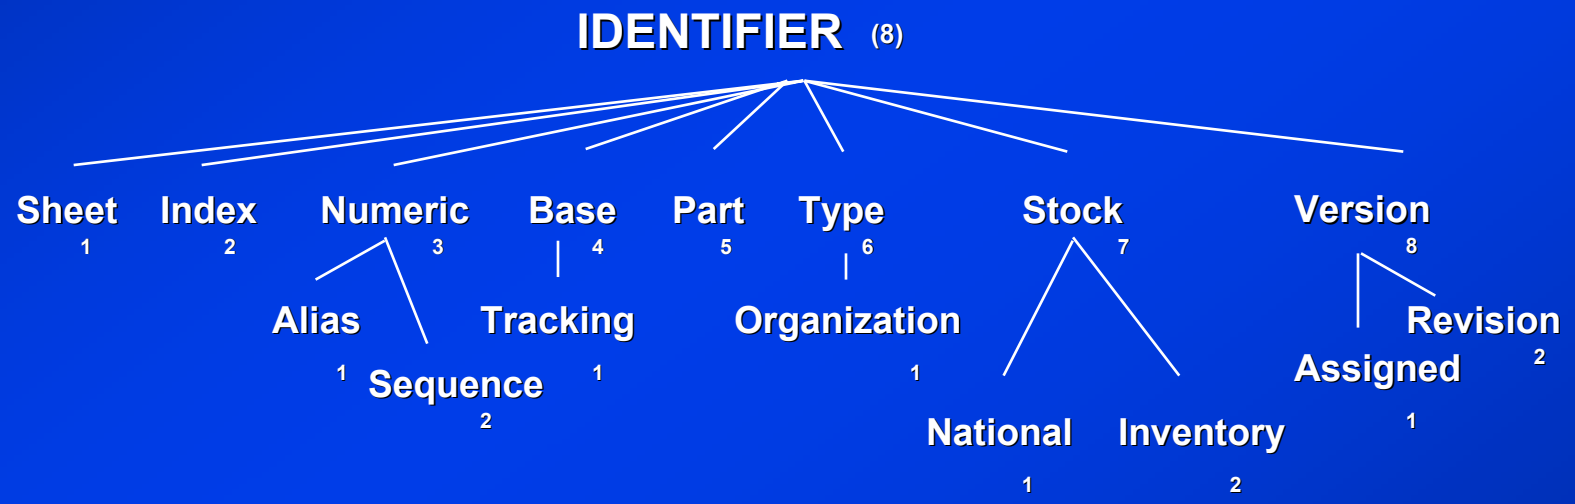 IDENTIFIER (8)
Sheet Index Numeric Base Part Type Stock Version
1 2 3 4 5 6 7 8
Alias Tracking Organization Revision
1 1 1 2
Sequence Assigned
2 1
National Inventory
1 2